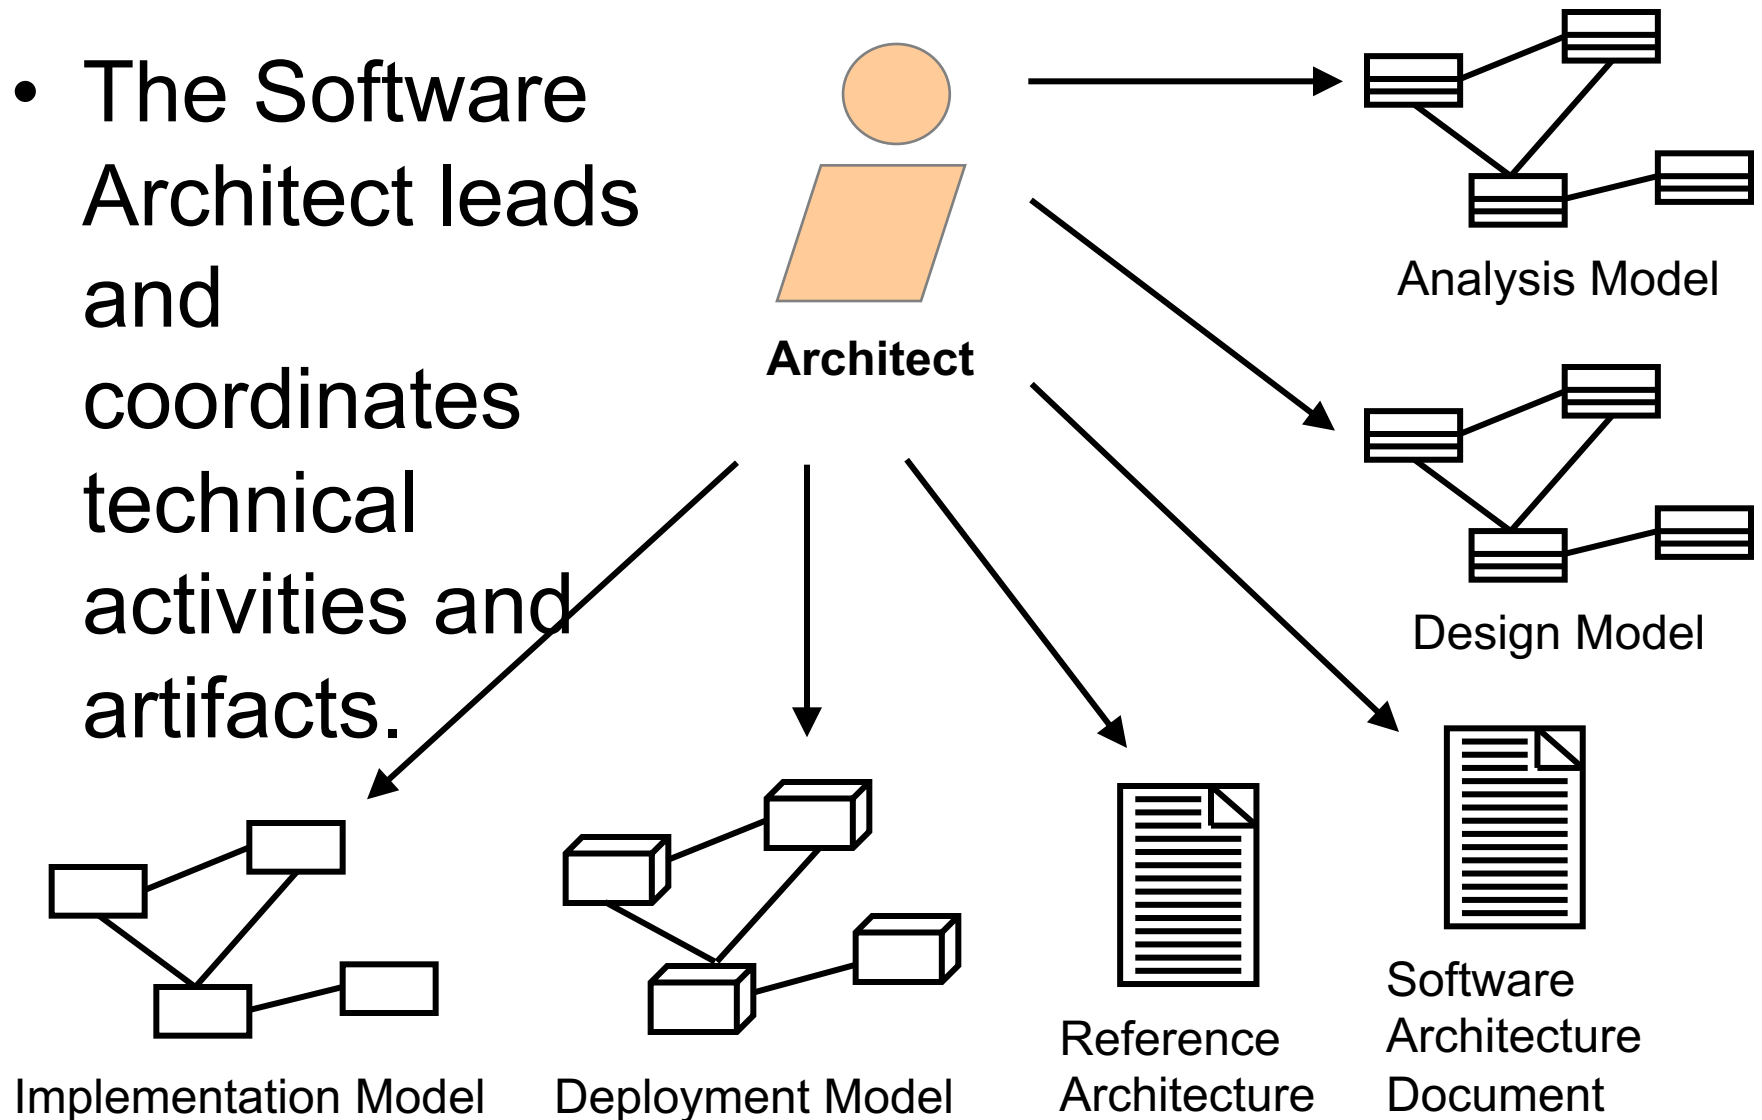 • The Software
Architect leads
and
coordinates
technical
activities and
artifacts.
Architect
Analysis Model
Design Model
Software
Architecture
Document
Reference
Architecture
Deployment Model
Implementation Model